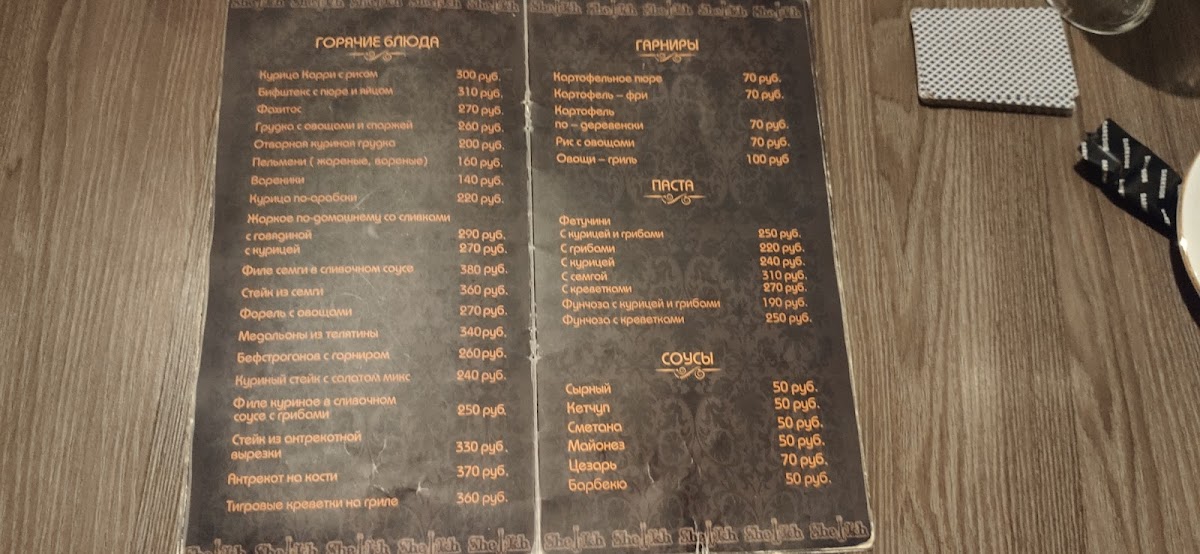 ГОРЯЧИЕ БЛЮДА
Курица Карри с рисом 300 руб.
Бифштекс с пюре и яйцом 310 руб.
Фахитос 270 руб.
Грудка с овощами и спаржей 260 руб.
Отварная куриная грудка 200 руб.
Пельмени ( жареные, вареные) 160 руб.
Вареники 140 руб.
Курица по-арабски 220 руб.
Жаркое по-домашнему со сливками
с говядиной 290 руб.
с курицей 270 руб.
Филе семги в сливочном соусе 380 руб.
Стейк из семги 360 руб.
Форель с овощами 270 руб.
Медальоны из телятины 340 руб.
Бефстроганов с гарниром 260 руб.
Куриный стейк с салатом микс 240 руб.
Филе куриное в сливочном
соусе с грибами 250 руб.
Стейк из антрекотной
вырезки 330 руб.
Антрекот на кости 370 руб.
Тигровые креветки на гриле 360 руб.
ГАРНИРЫ
Картофельное пюре 70 руб.
Картофель – фри 70 руб.
Картофель
по – деревенски 70 руб.
Рис с овощами 70 руб.
Овощи – гриль 100 руб
ПАСТА
Фетучини
С курицей и грибами 250 руб.
С грибами 220 руб.
С курицей 240 руб.
С семгой 310 руб.
С креветками 270 руб.
Фунчоза с курицей и грибами 190 руб.
Фунчоза с креветками 250 руб.
СОУСЫ
Сырный 50 руб.
Кетчуп 50 руб.
Сметана 50 руб.
Майонез 50 руб.
Цезарь 70 руб.
Барбекю 50 руб.